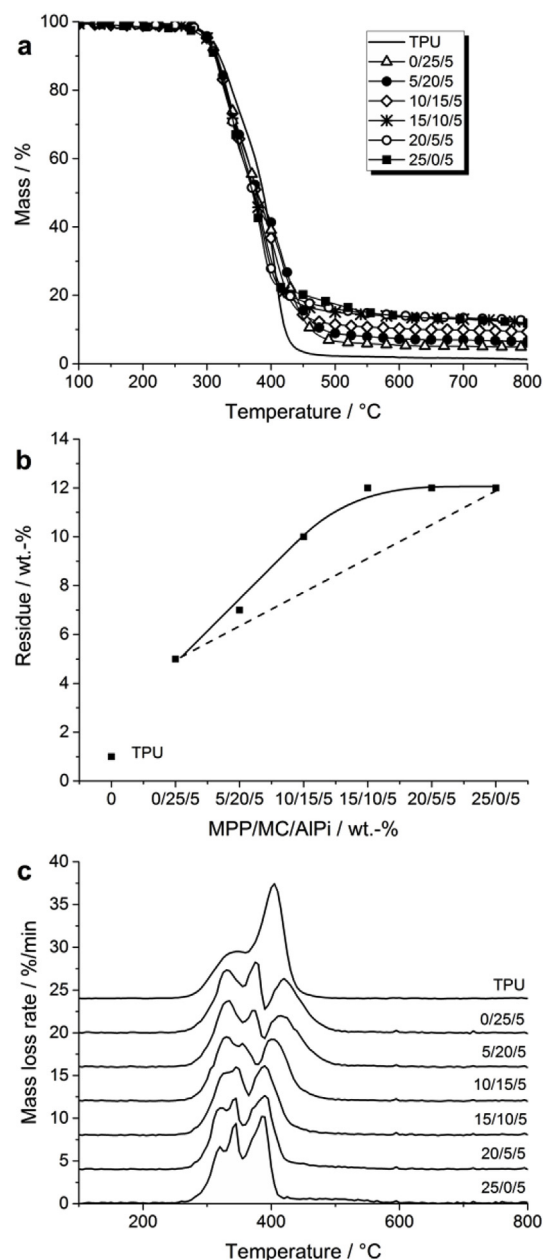 a
100
80
60
40
20
0
Mass / %
TPU
0/25/5
5/20/5
10/15/5
15/10/5
20/5/5
25/0/5
100 200 300 400 500 600 700 800
Temperature / °C
b
14
12
10
8
6
4
2
0
Residue / wt.-%
TPU
0 0/25/5 5/20/5 10/15/5 15/10/5 20/5/5 25/0/5
MPP/MC/AlPi / wt.-%
c
40
35
30
25
20
15
10
5
0
Mass loss rate / %/min
TPU
0/25/5
5/20/5
10/15/5
15/10/5
20/5/5
25/0/5
200 400 600 800
Temperature / °C